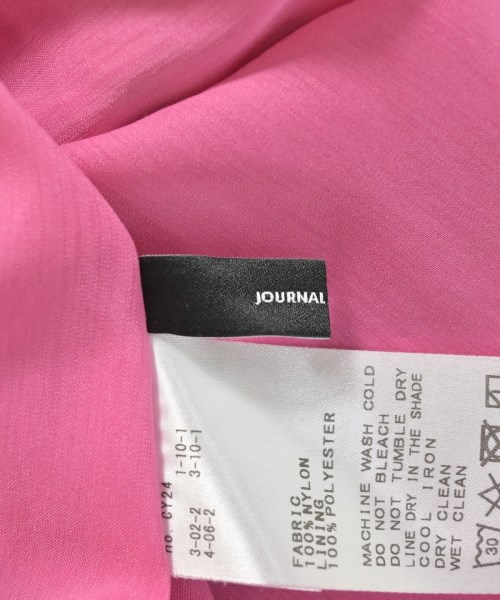 JOURNAL
no. CY24
1-10-1
3-10-1
3-02-2
4-06-2
FABRIC
100% NYLON
LINING
100% POLYESTER
MACHINE WASH COLD
DO NOT BLEACH
DO NOT TUMBLE DRY
LINE DRY IN THE SHADE
COOL IRON
DRY CLEAN
WET CLEAN
30